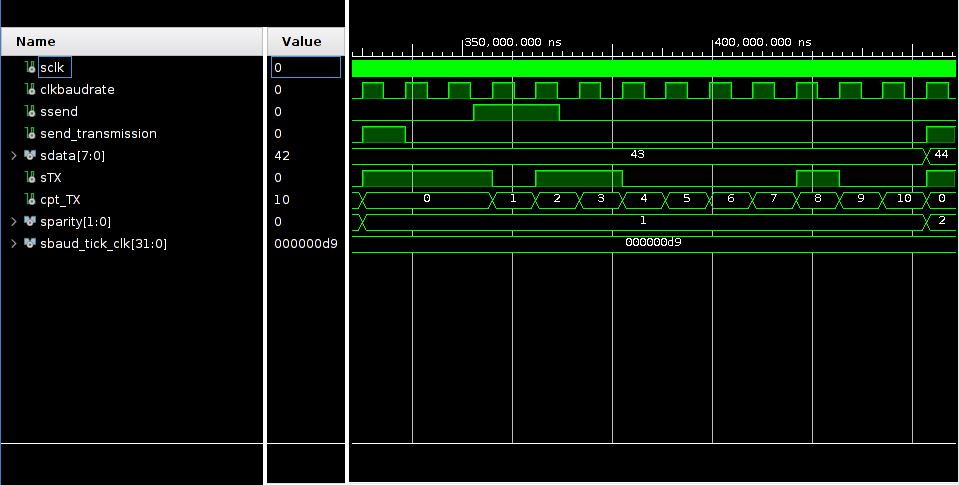 Name Value
350,000.000 ns 400,000.000 ns
sclk 0
clkbaudrate 0
ssend 0
send_transmission 0
sdata[7:0] 42 43 44
sTX 0
cpt_TX 10 0 1 2 3 4 5 6 7 8 9 10 0
sparity[1:0] 0 1 2
sbaud_tick_clk[31:0] 000000d9 000000d9